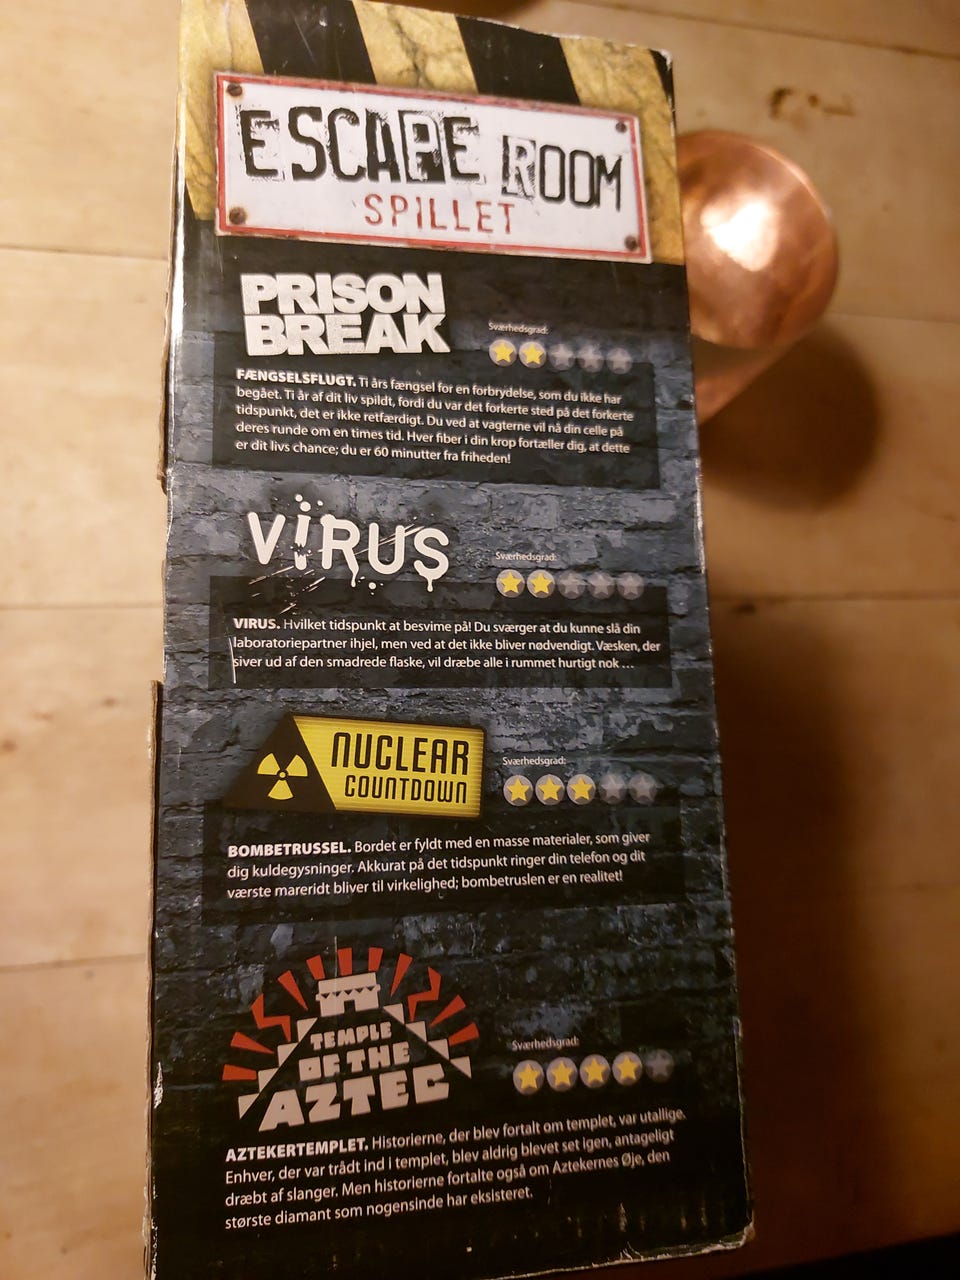 ESCAPE ROOM
SPILLET
PRISON
BREAK
Sværhedsgrad:
FÆNGSELSFLUGT. Ti års fængsel for en forbrydelse, som du ikke har
begået. Ti år af dit liv spildt, fordi du var det forkerte sted på det forkerte
tidspunkt, det er ikke retfærdigt. Du ved at vagterne vil nå din celle på
deres runde om en times tid. Hver fiber i din krop fortæller dig, at dette
er dit livs chance; du er 60 minutter fra friheden!
ViRUS
Sværhedsgrad:
VIRUS. Hvilket tidspunkt at besvime på! Du sværger at du kunne slå din
laboratoriepartner ihjel, men ved at det ikke bliver nødvendigt. Væsken, der
siver ud af den smadrede flaske, vil dræbe alle i rummet hurtigt nok ...
NUCLEAR
COUNTDOWN
Sværhedsgrad:
BOMBETRUSSEL. Bordet er fyldt med en masse materialer, som giver
dig kuldegysninger. Akkurat på det tidspunkt ringer din telefon og dit
værste mareridt bliver til virkelighed; bombetruslen er en realitet!
TEMPLE
OF THE
AZTEC
Sværhedsgrad:
AZTEKERTEMPLET. Historierne, der blev fortalt om templet, var utallige.
Enhver, der var trådt ind i templet, blev aldrig blevet set igen, antageligt
dræbt af slanger. Men historierne fortalte også om Aztekernes Øje, den
største diamant som nogensinde har eksisteret.